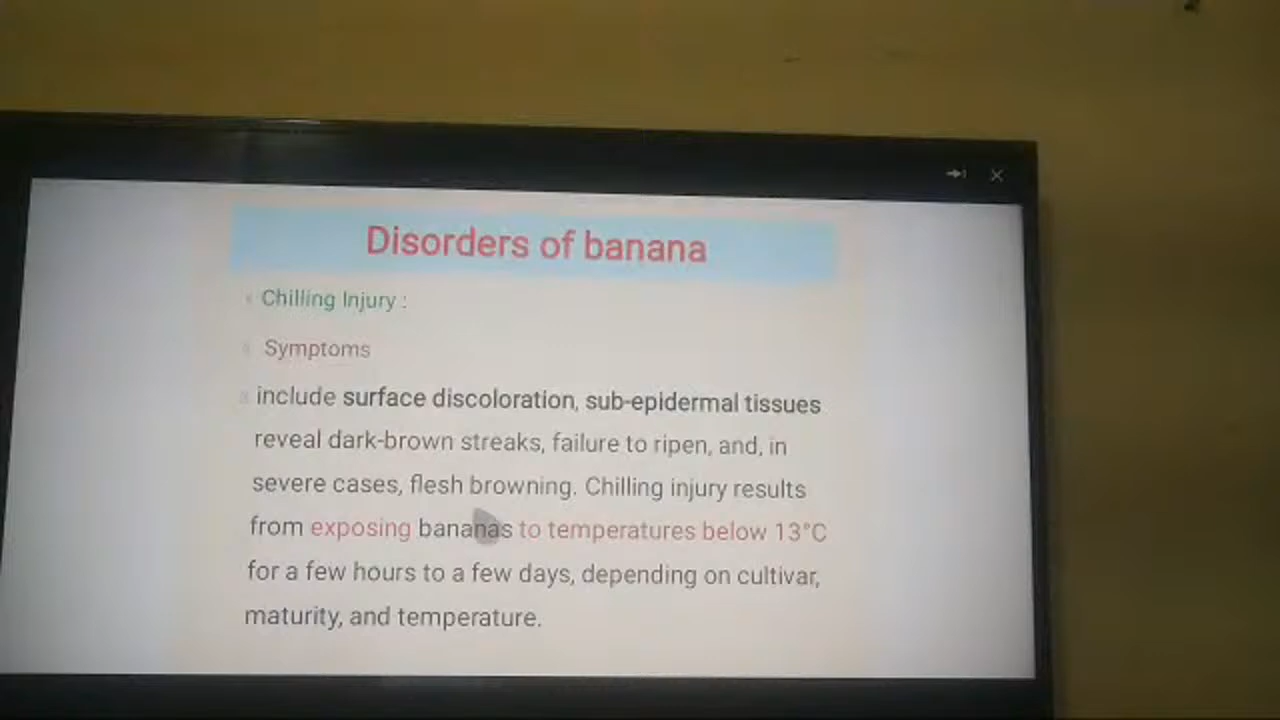 Disorders of banana
Chilling Injury :
Symptoms
include surface discoloration, sub-epidermal tissues
reveal dark-brown streaks, failure to ripen, and, in
severe cases, flesh browning. Chilling injury results
from exposing bananas to temperatures below 13°C
for a few hours to a few days, depending on cultivar,
maturity, and temperature.